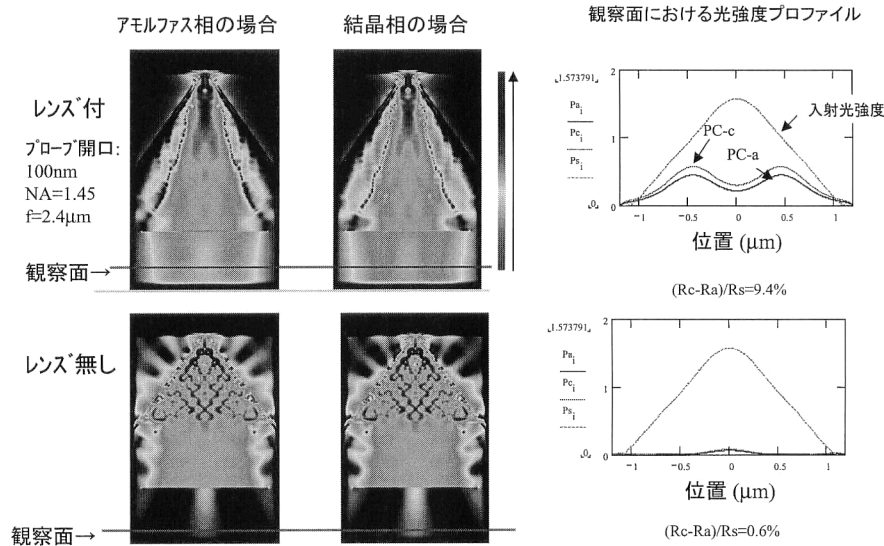 アモルファス相の場合
結晶相の場合
観察面における光強度プロファイル
レンズ付
プローブ開口:
100nm
NA=1.45
f=2.4μm
観察面→
1.573791
2
1
0
Pa i
Pc i
Ps i
0
PC-c
PC-a
入射光強度
−1 −0.5 0 0.5 1
位置 (μm)
(Rc-Ra)/Rs=9.4%
レンズ無し
観察面→
1.573791
2
1
0
Pa i
Pc i
Ps i
0
−1 −0.5 0 0.5 1
位置 (μm)
(Rc-Ra)/Rs=0.6%